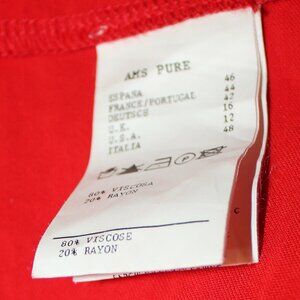 AMS PURE
ESPANA 46
FRANCE/PORTUGAL 44
DEUTSCH 42
U.K. 16
U.S.A. 12
ITALIA 48
80% VISCOSA
20% RAYON
C
80% VISCOSE
20% RAYON